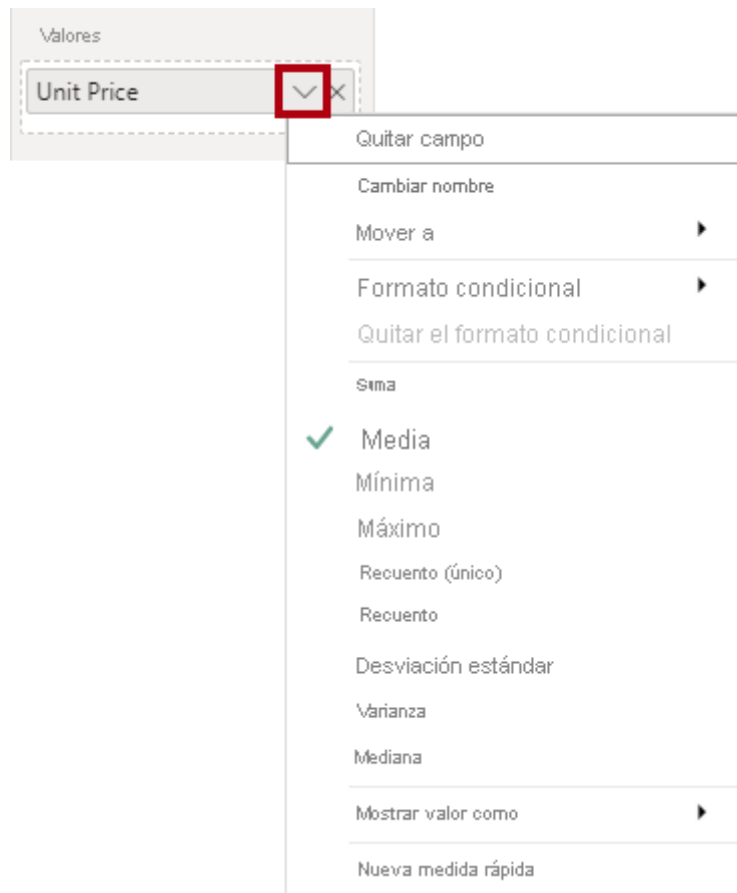 Valores
Unit Price
Quitar campo
Cambiar nombre
Mover a
Formato condicional
Quitar el formato condicional
Suma
Media
Mínima
Máximo
Recuento (único)
Recuento
Desviación estándar
Varianza
Mediana
Mostrar valor como
Nueva medida rápida